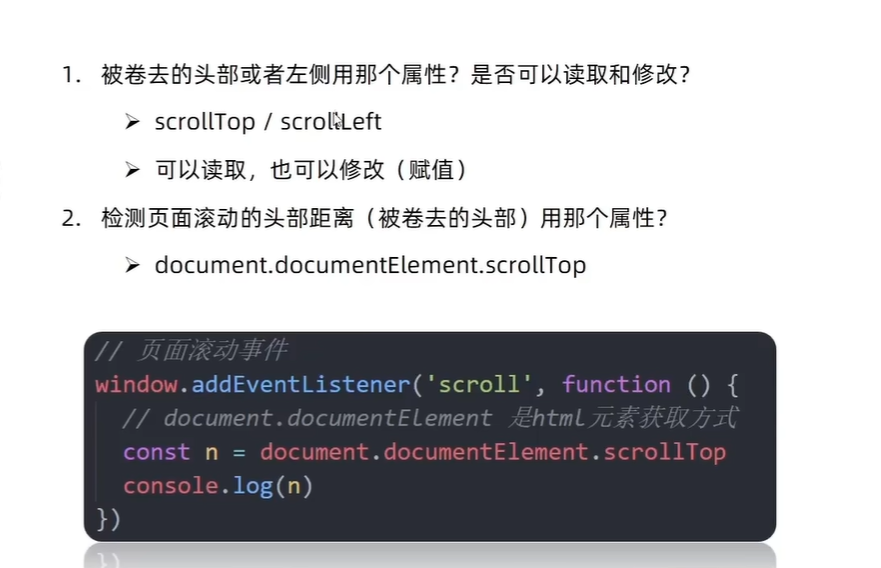 1. 被卷去的头部或者左侧用那个属性？是否可以读取和修改？
➢ scrollTop / scrollLeft
➢ 可以读取，也可以修改（赋值）
2. 检测页面滚动的头部距离（被卷去的头部）用那个属性？
➢ document.documentElement.scrollTop
// 页面滚动事件
window.addEventListener('scroll', function () {
// document.documentElement 是html元素获取方式
const n = document.documentElement.scrollTop
console.log(n)
})